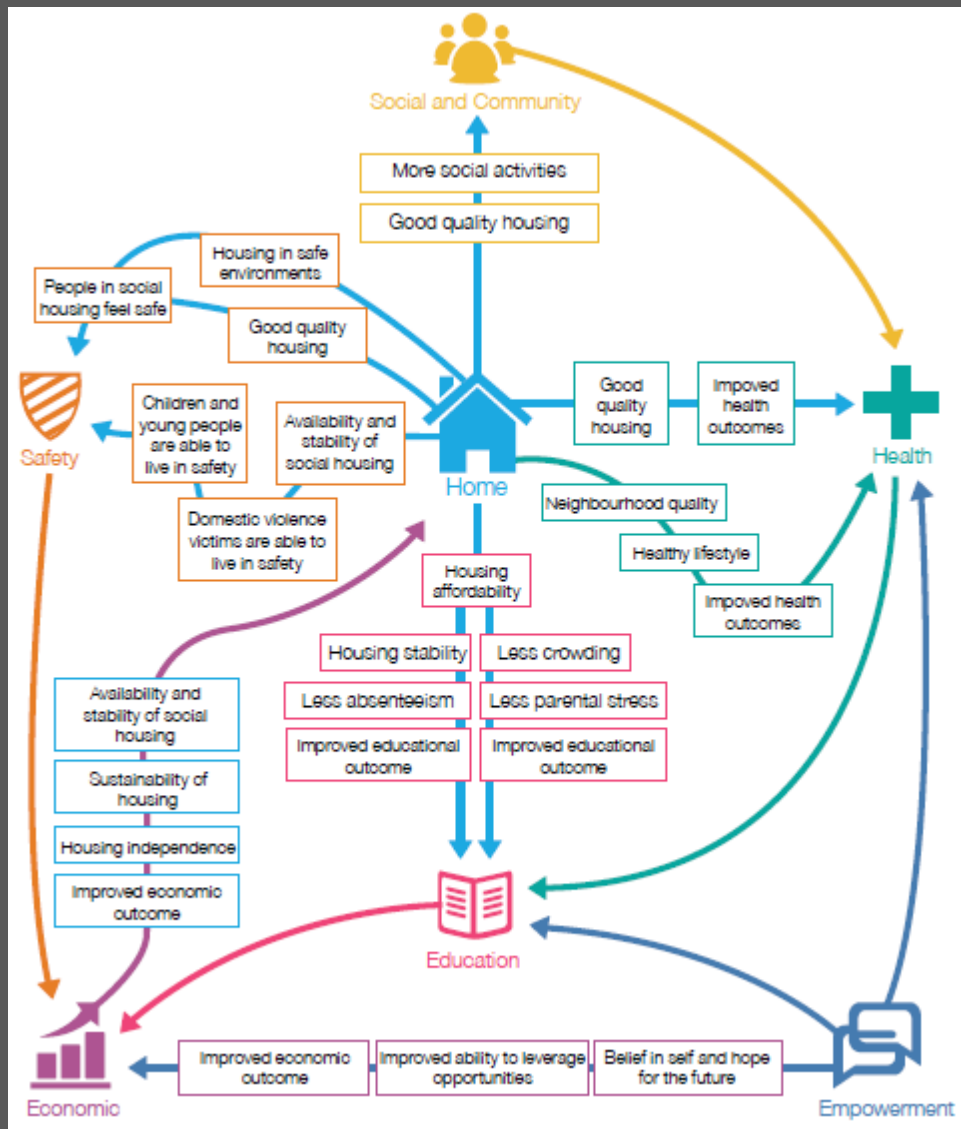 Social and Community
More social activities
Good quality housing
Housing in safe
environments
People in social
housing feel safe
Good quality
housing
Children and
young people
are able to
live in safety
Availability and
stability of
social housing
Safety
Domestic violence
victims are able to
live in safety
Home
Good
quality
housing
Impoved
health
outcomes
Health
Neighbourhood quality
Healthy lifestyle
Impoved health
outcomes
Housing
affordability
Housing stability
Less crowding
Less absenteeism
Less parental stress
Improved educational
outcome
Improved educational
outcome
Availability and
stability of social
housing
Sustainability of
housing
Housing independence
Improved economic
outcome
Education
Improved economic
outcome
Improved ability to leverage
opportunities
Belief in self and hope
for the future
Economic
Empowerment